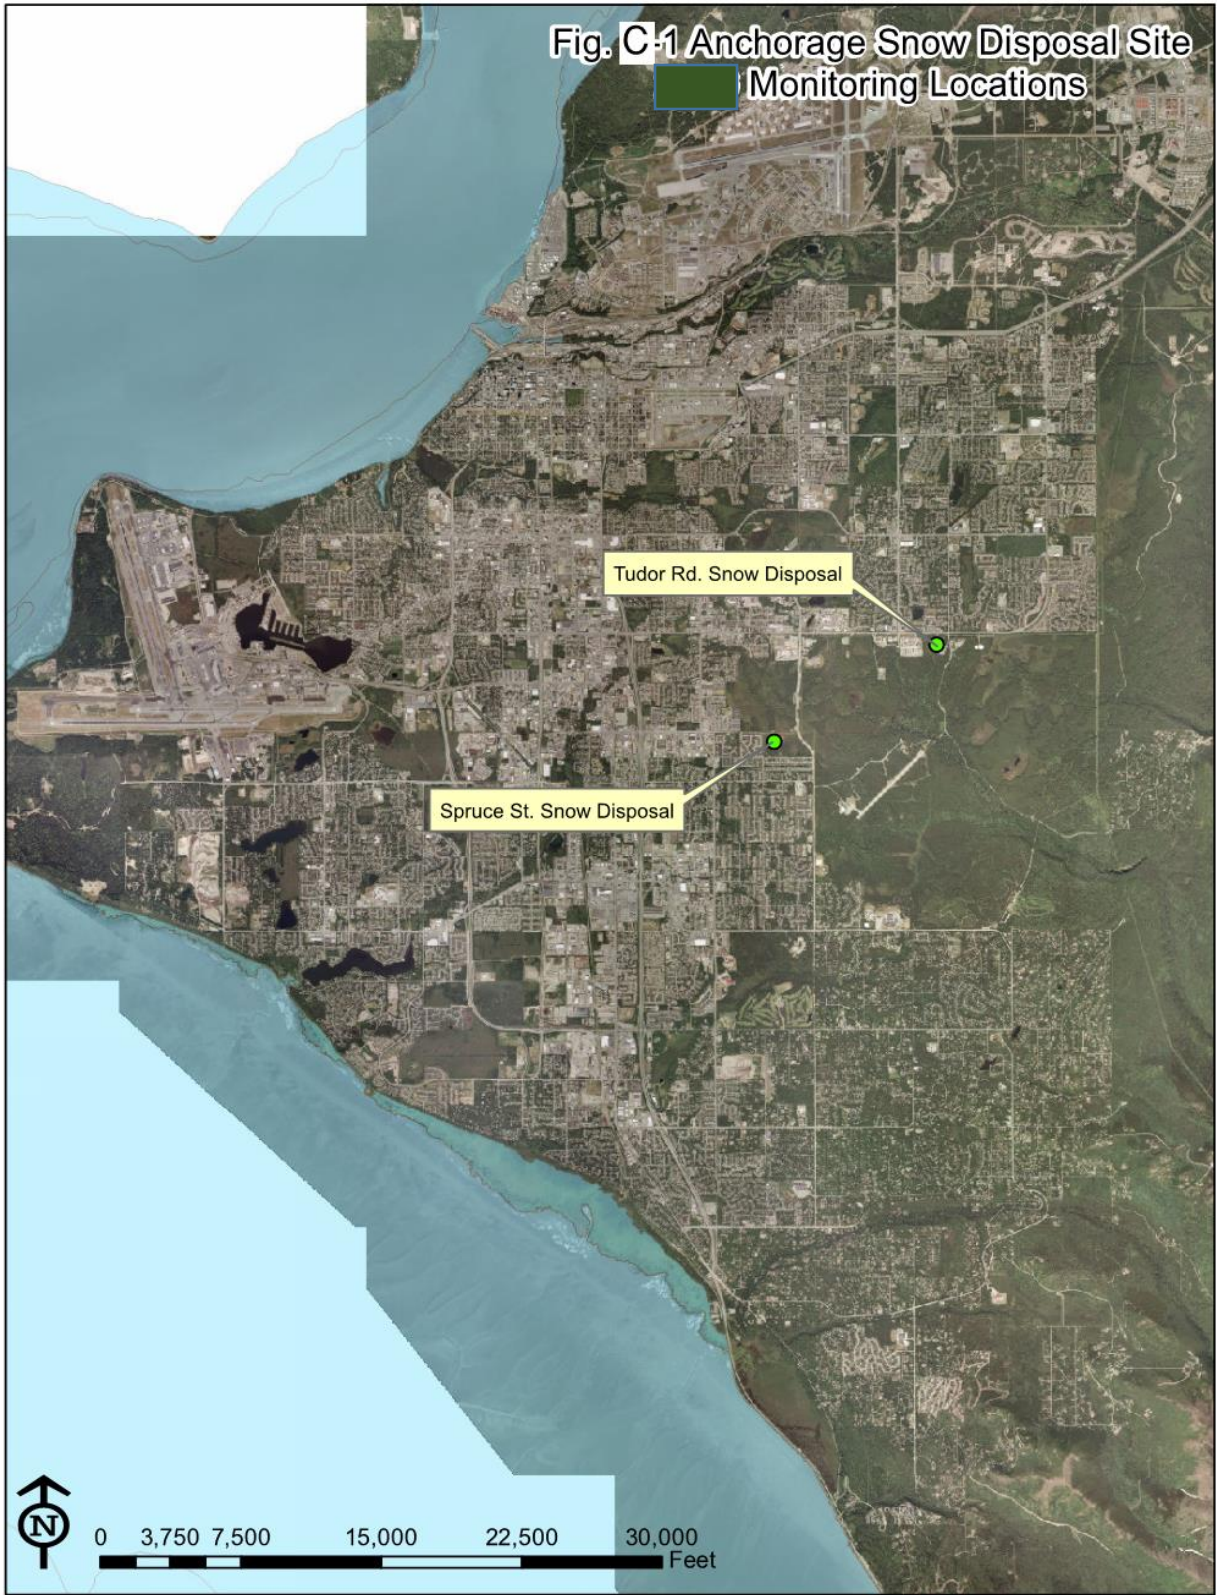 Fig. C-1 Anchorage Snow Disposal Site
Monitoring Locations
Tudor Rd. Snow Disposal
Spruce St. Snow Disposal
N
0 3,750 7,500 15,000 22,500 30,000
Feet